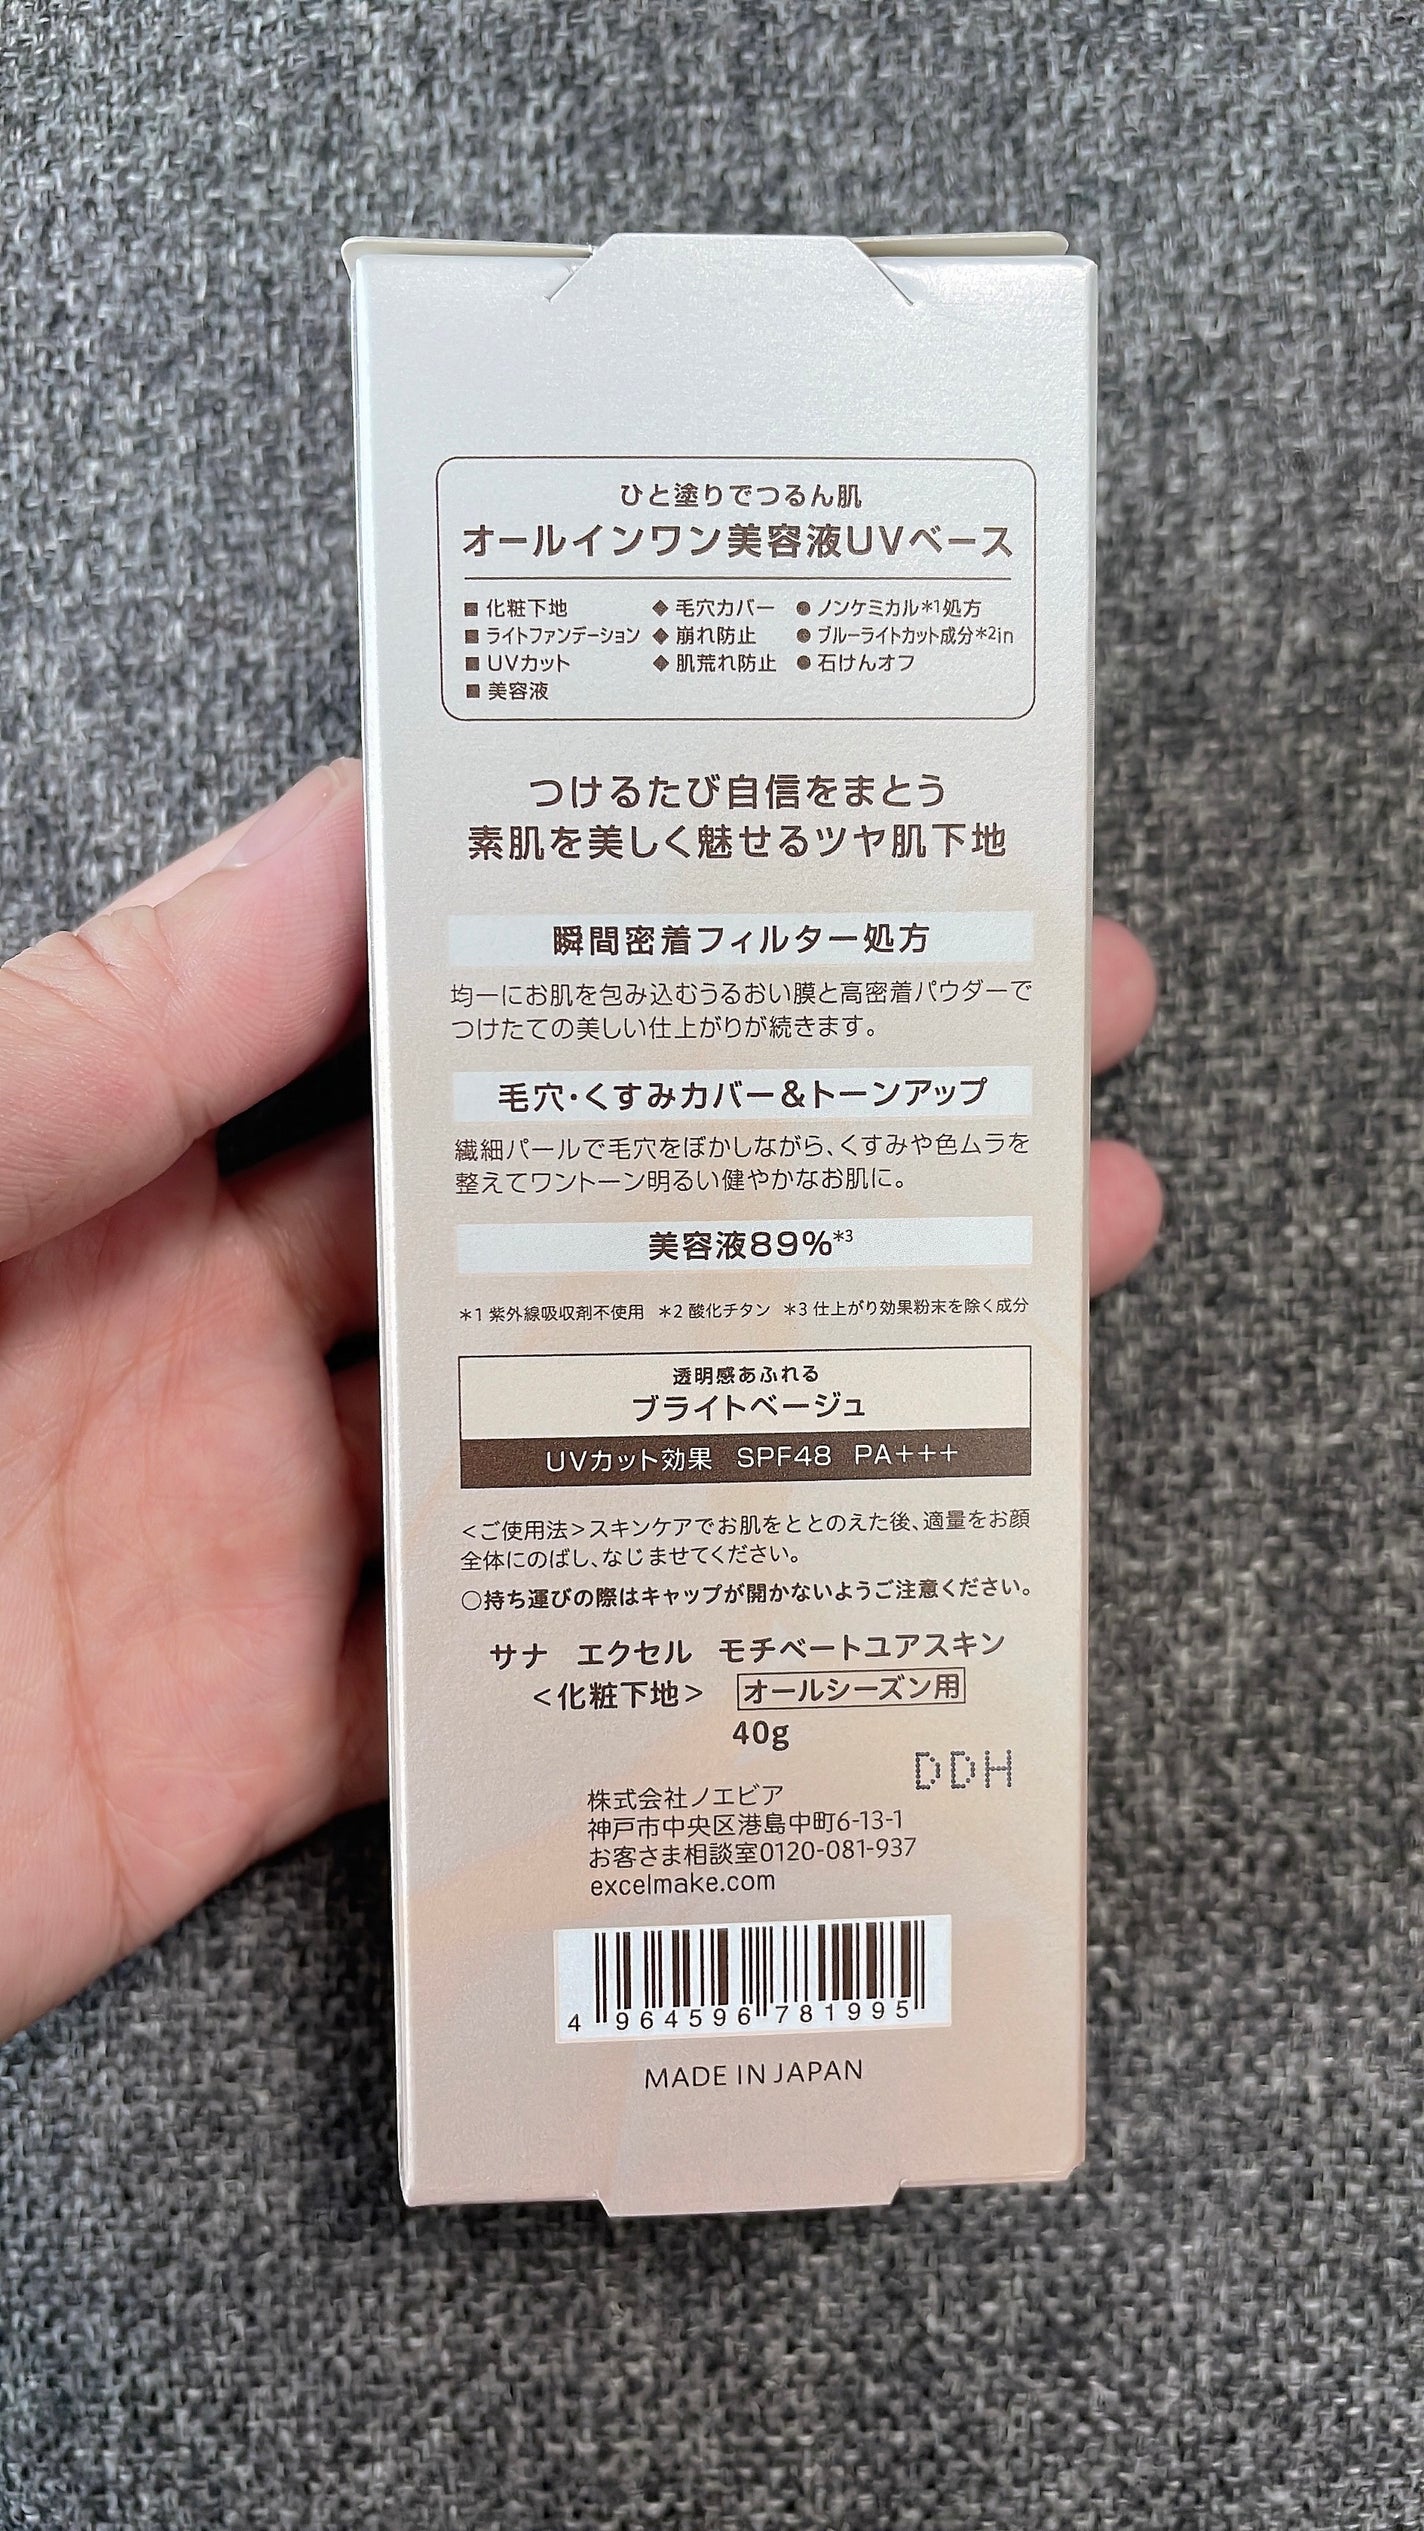 ひと塗りでつるん肌
オールインワン美容液UVベース
■ 化粧下地 ◆ 毛穴カバー ● ノンケミカル*1処方
■ ライトファンデーション ◆ 崩れ防止 ● ブルーライトカット成分*2in
■ UVカット ◆ 肌荒れ防止 ● 石けんオフ
■ 美容液
つけるたび自信をまとう
素肌を美しく魅せるツヤ肌下地
瞬間密着フィルター処方
均一にお肌を包み込むうるおい膜と高密着パウダーで
つけたての美しい仕上がりが続きます。
毛穴・くすみカバー&トーンアップ
繊細パールで毛穴をぼかしながら、くすみや色ムラを
整えてワントーン明るい健やかなお肌に。
美容液89%*3
*1 紫外線吸収剤不使用 *2 酸化チタン *3 仕上がり効果粉末を除く成分
透明感あふれる
ブライトベージュ
UVカット効果 SPF48 PA+++
<ご使用法>スキンケアでお肌をととのえた後、適量をお顔
全体にのばし、なじませてください。
○持ち運びの際はキャップが開かないようご注意ください。
サナ エクセル モチベートユアスキン
<化粧下地> オールシーズン用
40g
DDH
株式会社ノエビア
神戸市中央区港島中町6-13-1
お客さま相談室0120-081-937
excelmake.com
4 964596 781995
MADE IN JAPAN